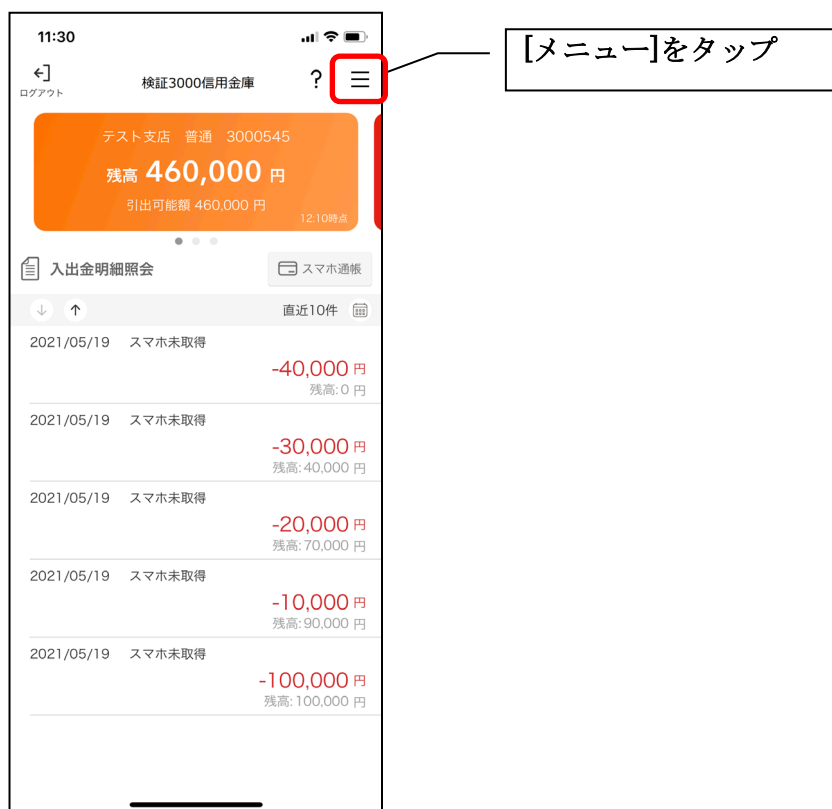 11:30
ログアウト
検証3000信用金庫
?
[メニュー]をタップ
テスト支店 普通 3000545
残高 460,000 円
引出可能額 460,000 円
12:10時点
入出金明細照会
スマホ通帳
直近10件
2021/05/19 スマホ未取得
-40,000 円
残高:0 円
2021/05/19 スマホ未取得
-30,000 円
残高:40,000 円
2021/05/19 スマホ未取得
-20,000 円
残高:70,000 円
2021/05/19 スマホ未取得
-10,000 円
残高:90,000 円
2021/05/19 スマホ未取得
-100,000 円
残高:100,000 円